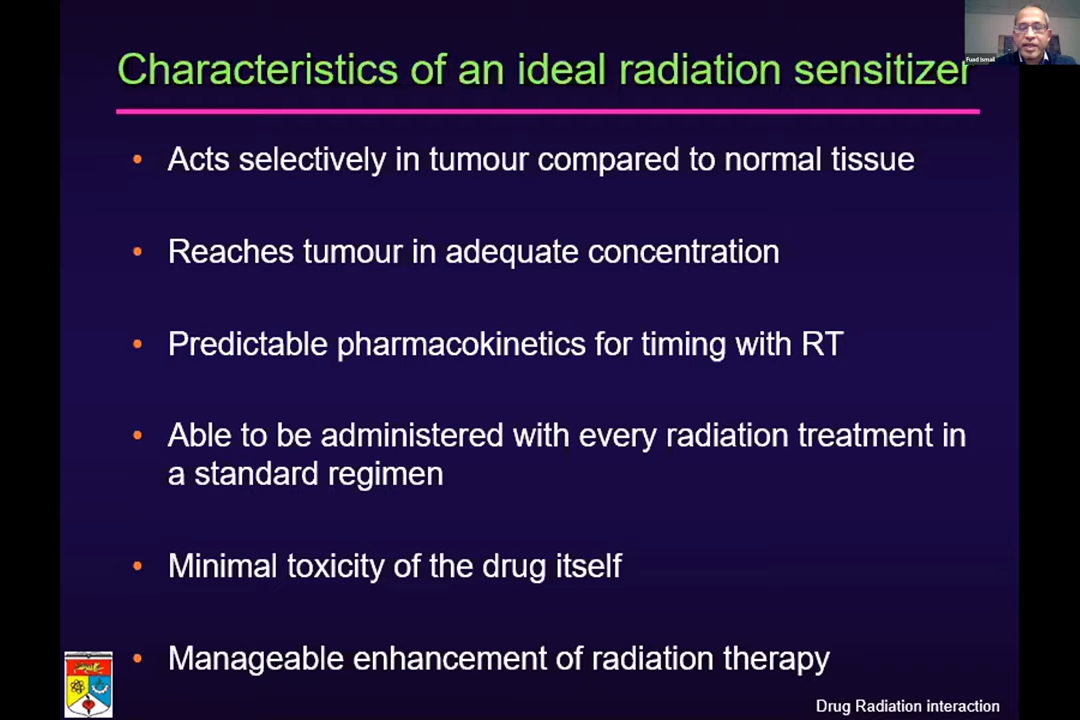 Characteristics of an ideal radiation sensitizer
Fuad Ismail
• Acts selectively in tumour compared to normal tissue
• Reaches tumour in adequate concentration
• Predictable pharmacokinetics for timing with RT
• Able to be administered with every radiation treatment in
a standard regimen
• Minimal toxicity of the drug itself
• Manageable enhancement of radiation therapy
Drug Radiation interaction